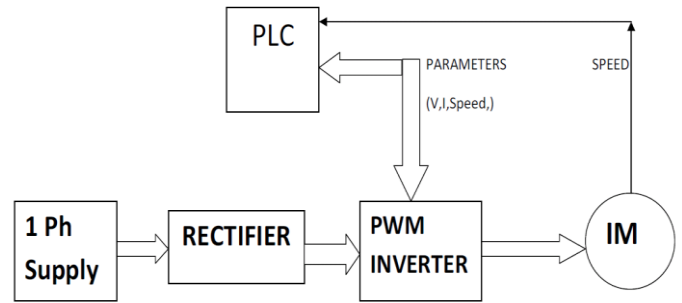 PLC
PARAMETERS
SPEED
(V,I,Speed,)
1 Ph
Supply
RECTIFIER
PWM
INVERTER
IM